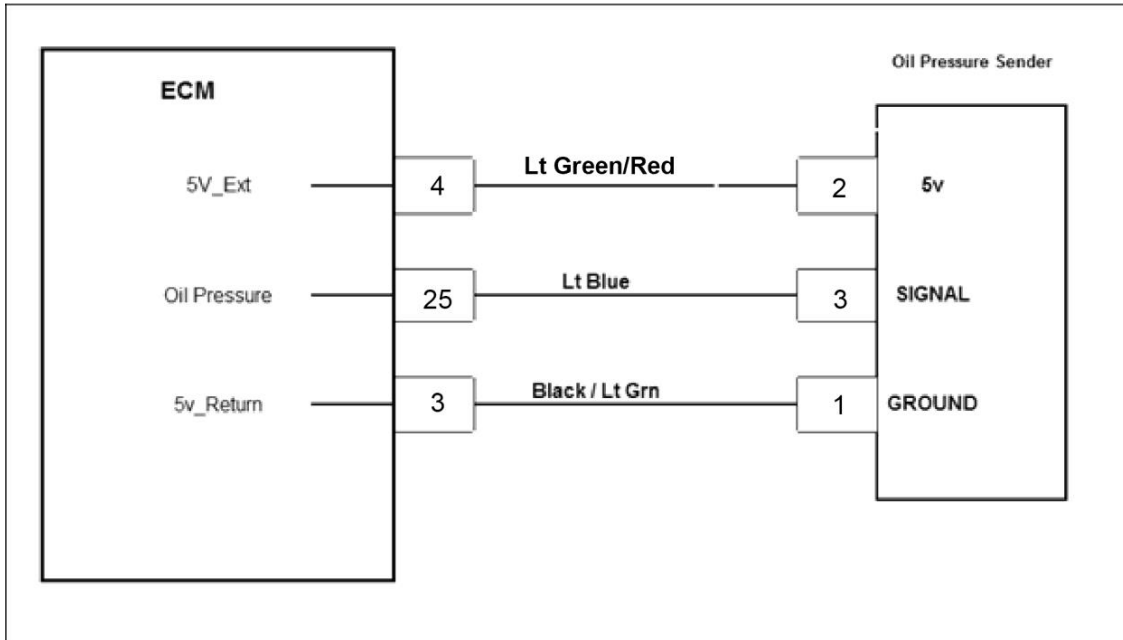 Oil Pressure Sender
ECM
5V_Ext
4
Lt Green/Red
2
5v
Oil Pressure
25
Lt Blue
3
SIGNAL
5v_Return
3
Black / Lt Grn
1
GROUND